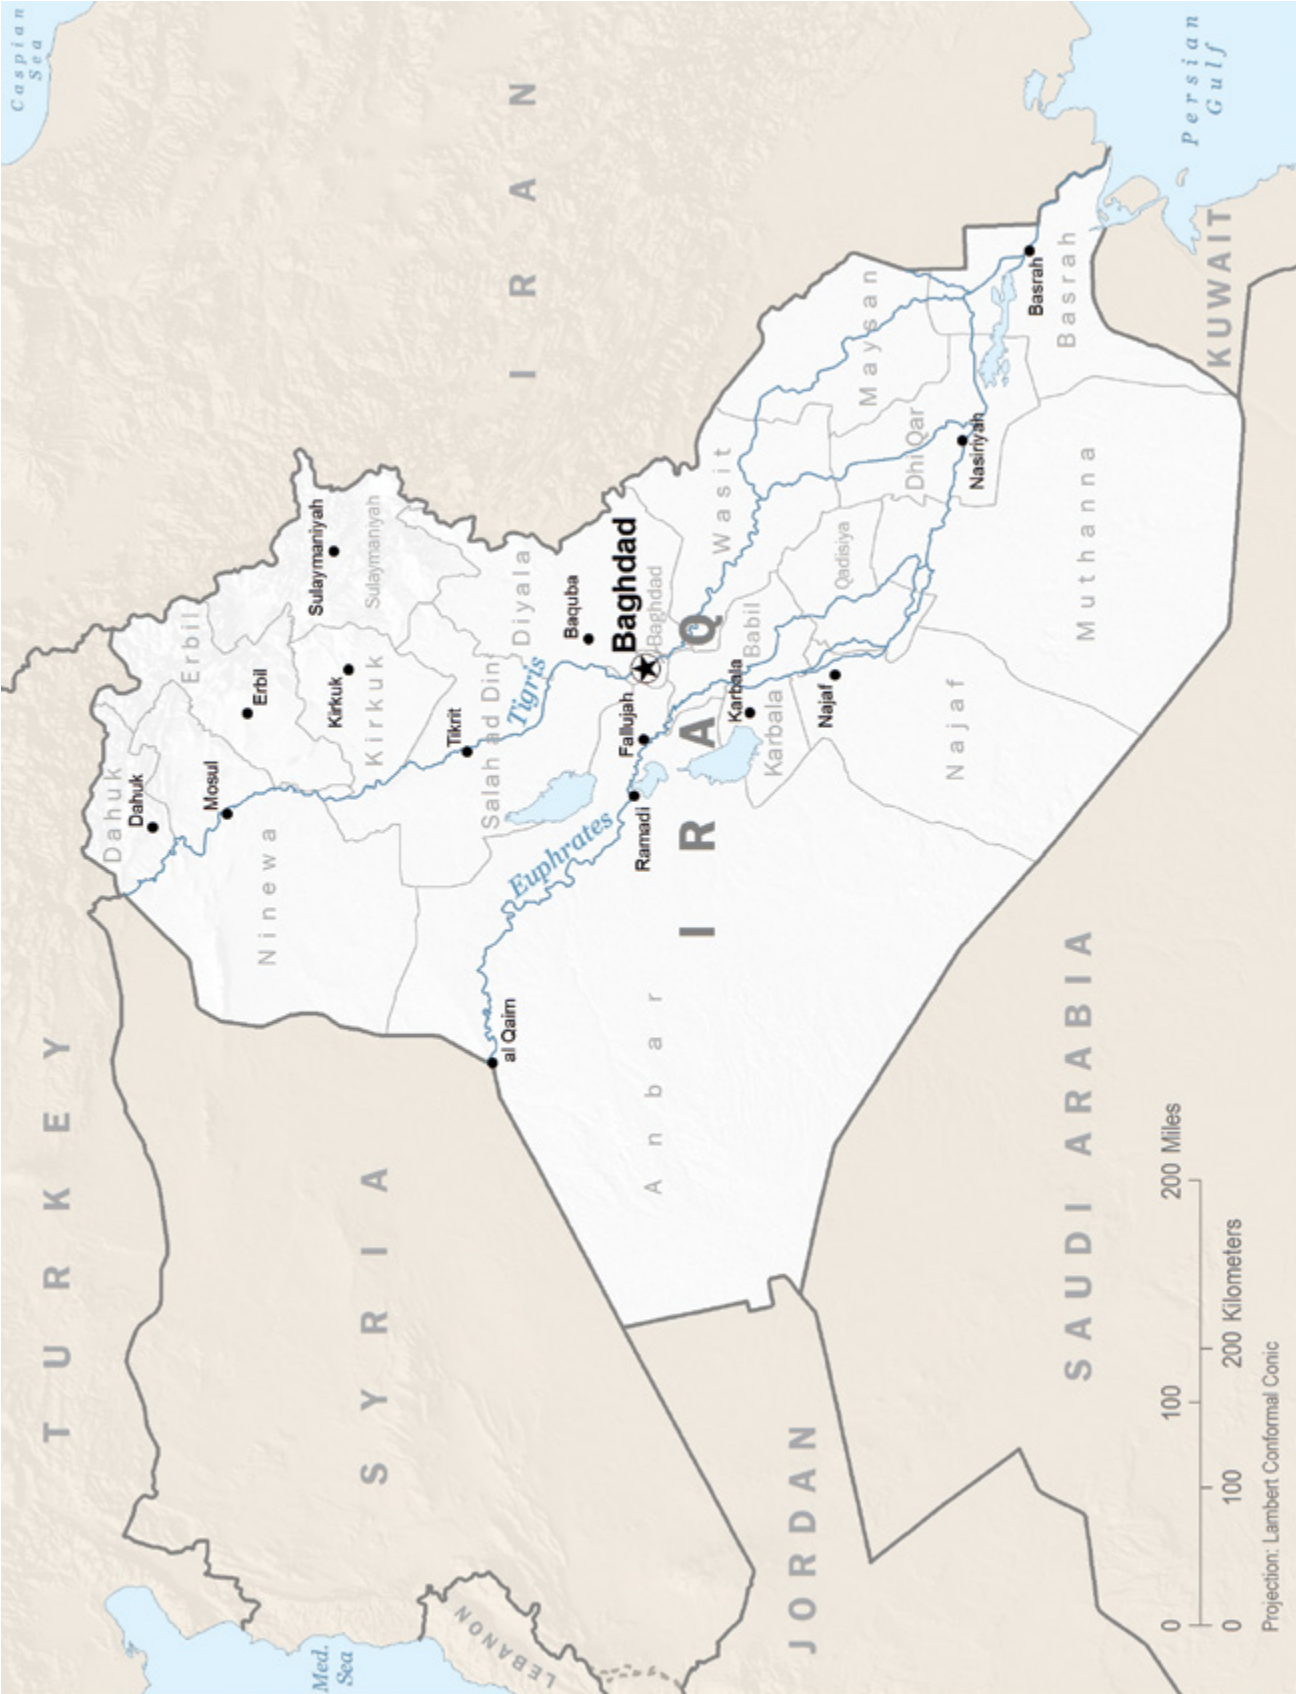 Caspian
Sea
TURKEY
SYRIA
IRAN
LEBANON
Med.
Sea
JORDAN
SAUDI ARABIA
KUWAIT
Persian
Gulf
IRAQ
Dahuk
Dahuk
Mosul
Ninewa
Erbil
Erbil
Kirkuk
Kirkuk
Sulaymaniyah
Sulaymaniyah
Tikrit
Salah ad Din
Tigris
Diyala
Baquba
Baghdad
Baghdad
al Qaim
Euphrates
Anbar
Ramadi
Fallujah
Karbala
Karbala
Babil
Wasit
Najaf
Najaf
Qadisiya
Dhi Qar
Maysan
Nasiriyah
Muthanna
Basrah
Basrah
0 100 200 Miles
0 100 200 Kilometers
Projection: Lambert Conformal Conic